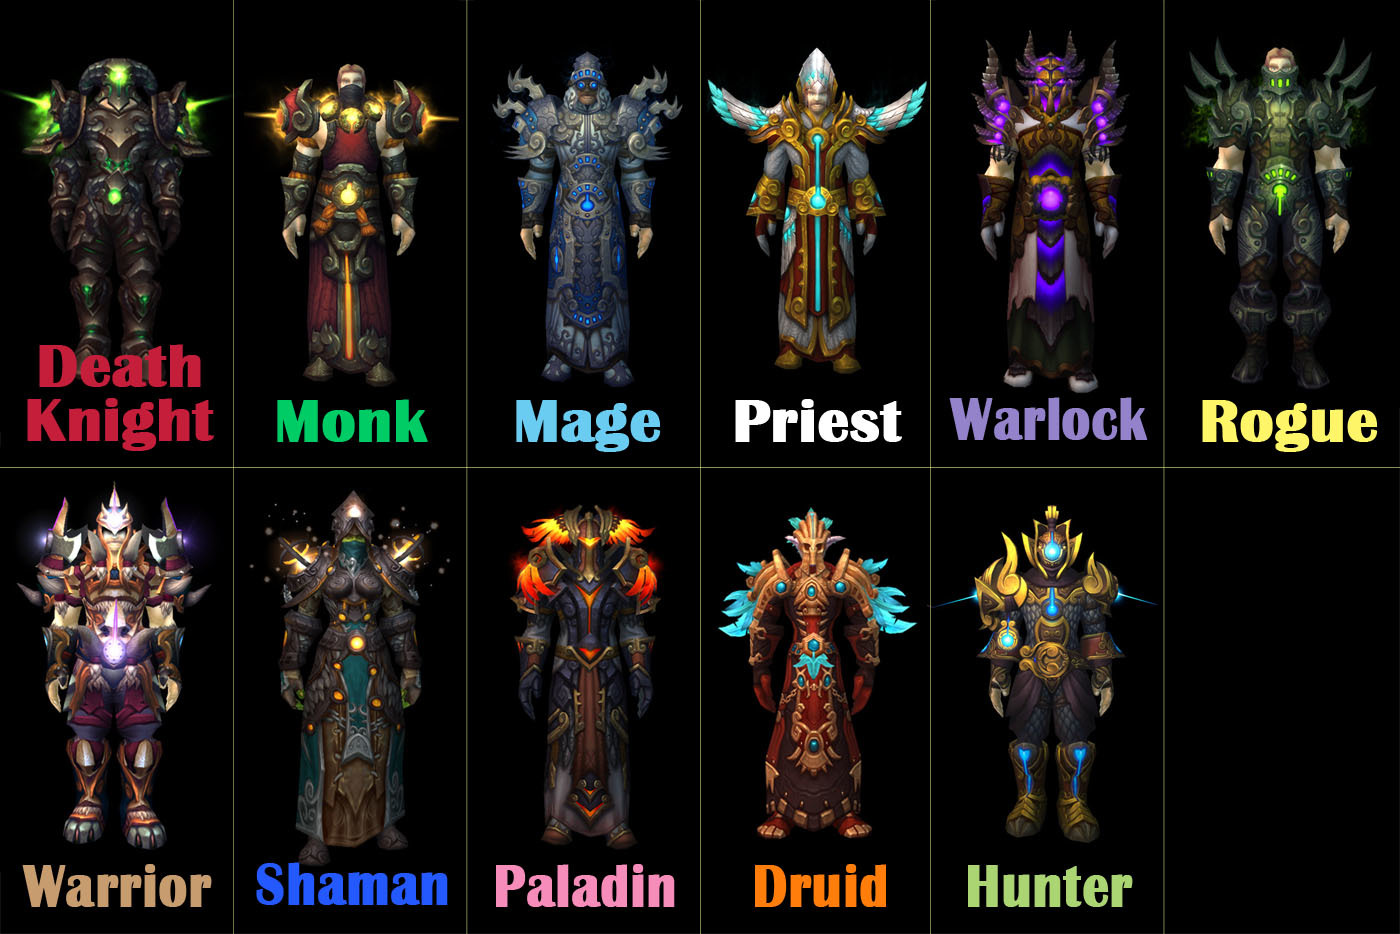 Death
Knight
Monk
Mage
Priest
Warlock
Rogue
Warrior
Shaman
Paladin
Druid
Hunter